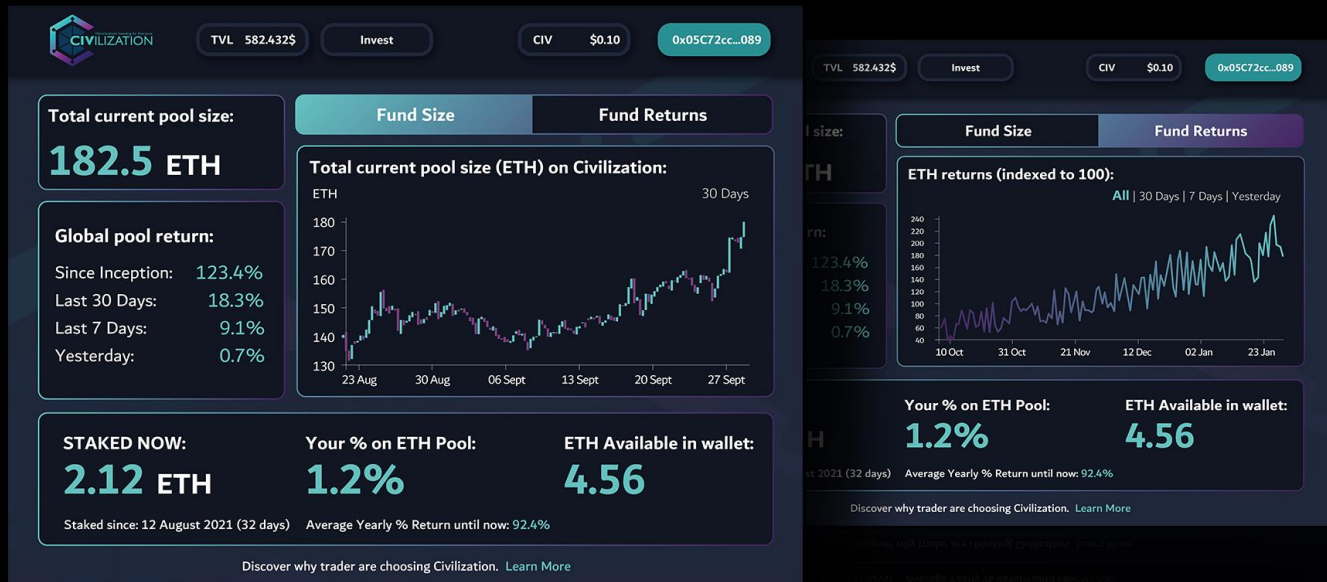 CIVILIZATION
TVL 582.432$
Invest
CIV $0.10
0x05C72cc...089
Total current pool size:
182.5 ETH
Global pool return:
Since Inception: 123.4%
Last 30 Days: 18.3%
Last 7 Days: 9.1%
Yesterday: 0.7%
Fund Size
Fund Returns
Total current pool size (ETH) on Civilization:
ETH
30 Days
180
170
160
150
140
130
23 Aug 30 Aug 06 Sept 13 Sept 20 Sept 27 Sept
STAKED NOW:
2.12 ETH
Staked since: 12 August 2021 (32 days)
Your % on ETH Pool:
1.2%
Average Yearly % Return until now: 92.4%
ETH Available in wallet:
4.56
Discover why trader are choosing Civilization. Learn More
TVL 582.432$
Invest
CIV $0.10
0x05C72cc...089
size:
TH
rn:
123.4%
18.3%
9.1%
0.7%
Fund Size
Fund Returns
ETH returns (indexed to 100):
All | 30 Days | 7 Days | Yesterday
240
220
200
180
160
140
120
100
80
60
40
10 Oct 31 Oct 21 Nov 12 Dec 02 Jan 23 Jan
H
st 2021 (32 days)
Your % on ETH Pool:
1.2%
Average Yearly % Return until now: 92.4%
ETH Available in wallet:
4.56
Discover why trader are choosing Civilization. Learn More